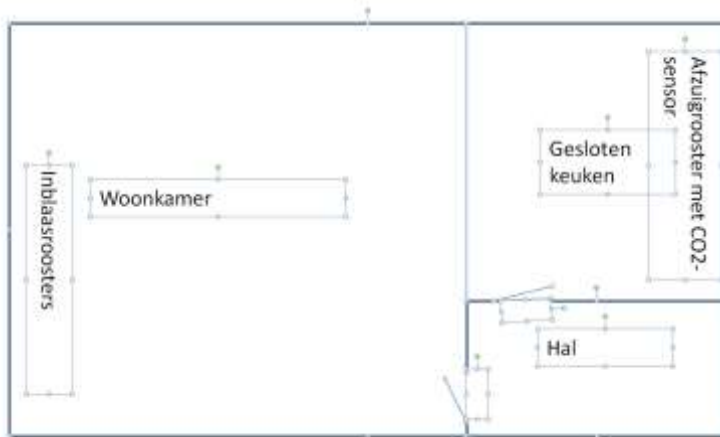 Inblaasroosters
Woonkamer
Gesloten
keuken
Afzuigrooster met CO2-
sensor
Hal